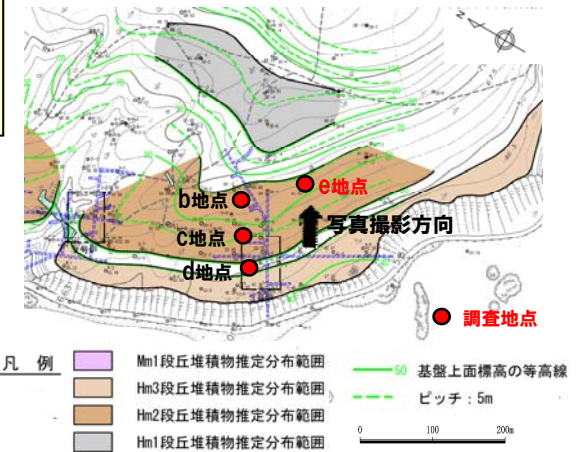 N
e地点
b地点
写真撮影方向
c地点
d地点
調査地点
凡 例
Mm1段丘堆積物推定分布範囲
Hm3段丘堆積物推定分布範囲
Hm2段丘堆積物推定分布範囲
Hm1段丘堆積物推定分布範囲
50 基盤上面標高の等高線
ピッチ：5m
0 100 200m